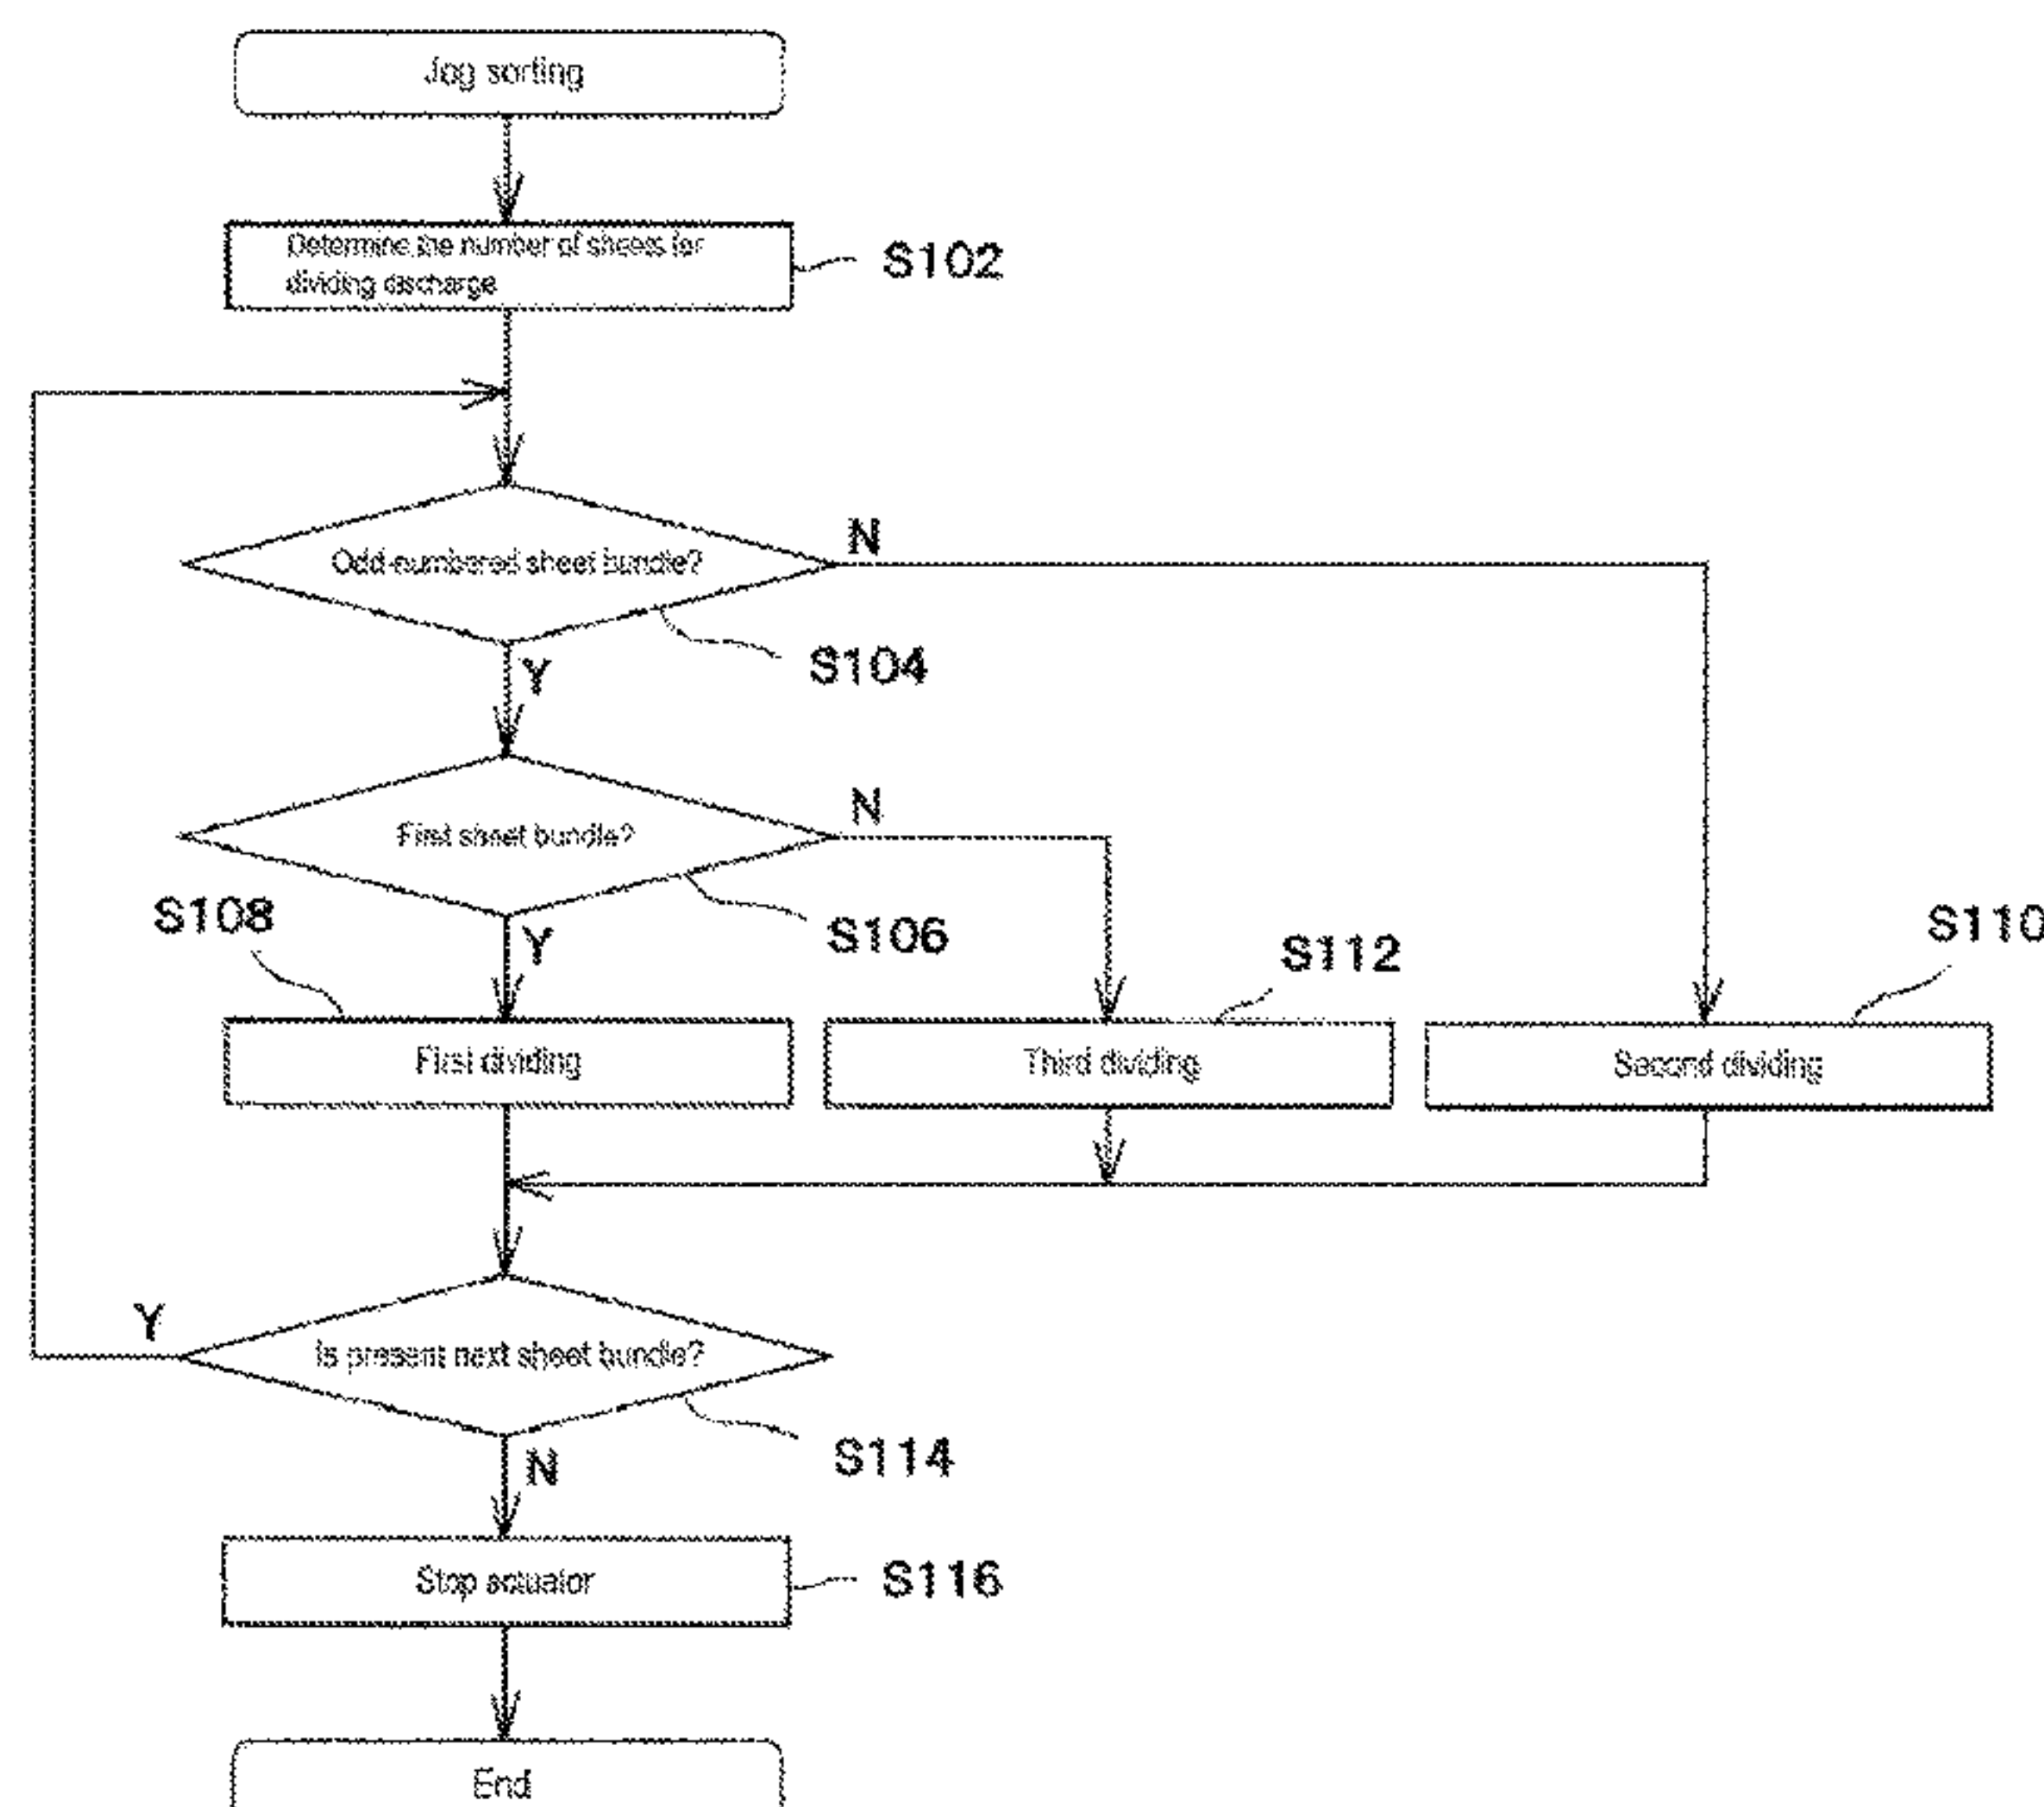 Jog sorting
Determine the number of sheets for
dividing discharge
S102
Odd-numbered sheet bundle?
N
S104
Y
First sheet bundle?
N
S106
Y
S108
S112
S110
First dividing
Third dividing
Second dividing
Is present next sheet bundle?
Y
S114
N
Stop actuator
S116
End